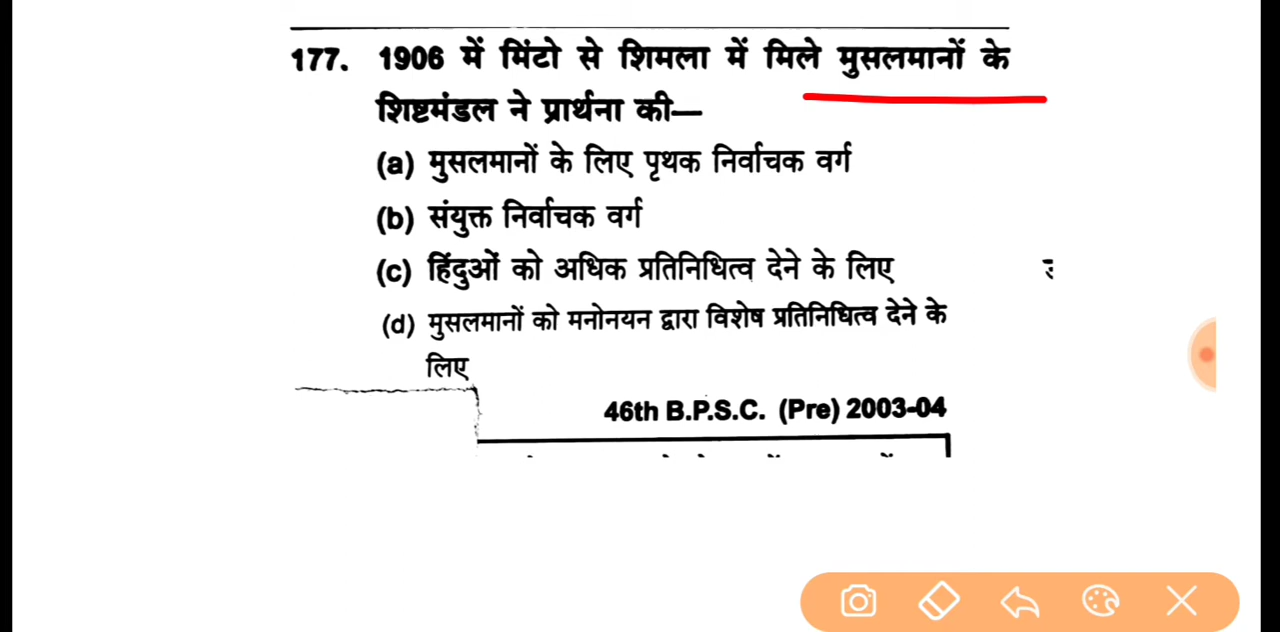 177. 1906 में मिंटो से शिमला में मिले मुसलमानों के
शिष्टमंडल ने प्रार्थना की—
(a) मुसलमानों के लिए पृथक निर्वाचक वर्ग
(b) संयुक्त निर्वाचक वर्ग
(c) हिंदुओं को अधिक प्रतिनिधित्व देने के लिए
(d) मुसलमानों को मनोनयन द्वारा विशेष प्रतिनिधित्व देने के
लिए
46th B.P.S.C. (Pre) 2003-04